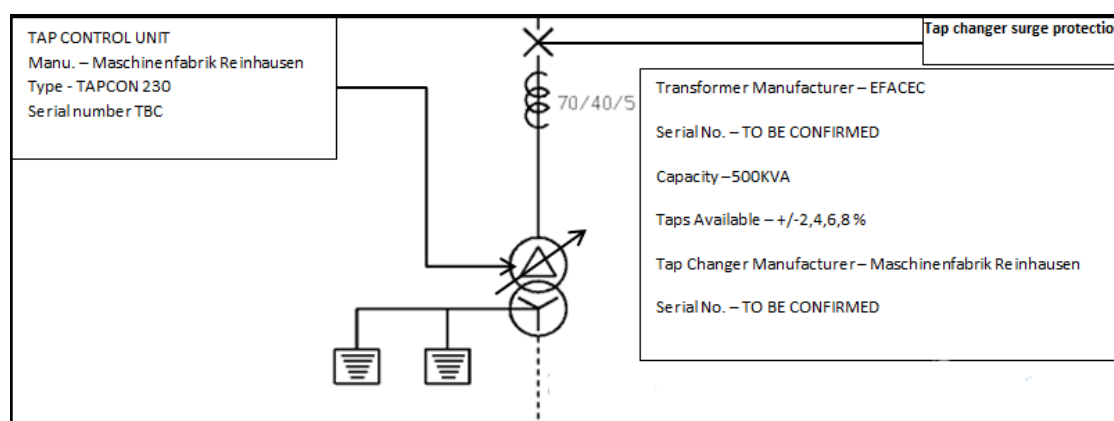 TAP CONTROL UNIT
Manu. – Maschinenfabrik Reinhausen
Type - TAPCON 230
Serial number TBC
Tap changer surge protectio
70/40/5
Transformer Manufacturer – EFACEC
Serial No. – TO BE CONFIRMED
Capacity –500KVA
Taps Available – +/-2,4,6,8 %
Tap Changer Manufacturer – Maschinenfabrik Reinhausen
Serial No. – TO BE CONFIRMED